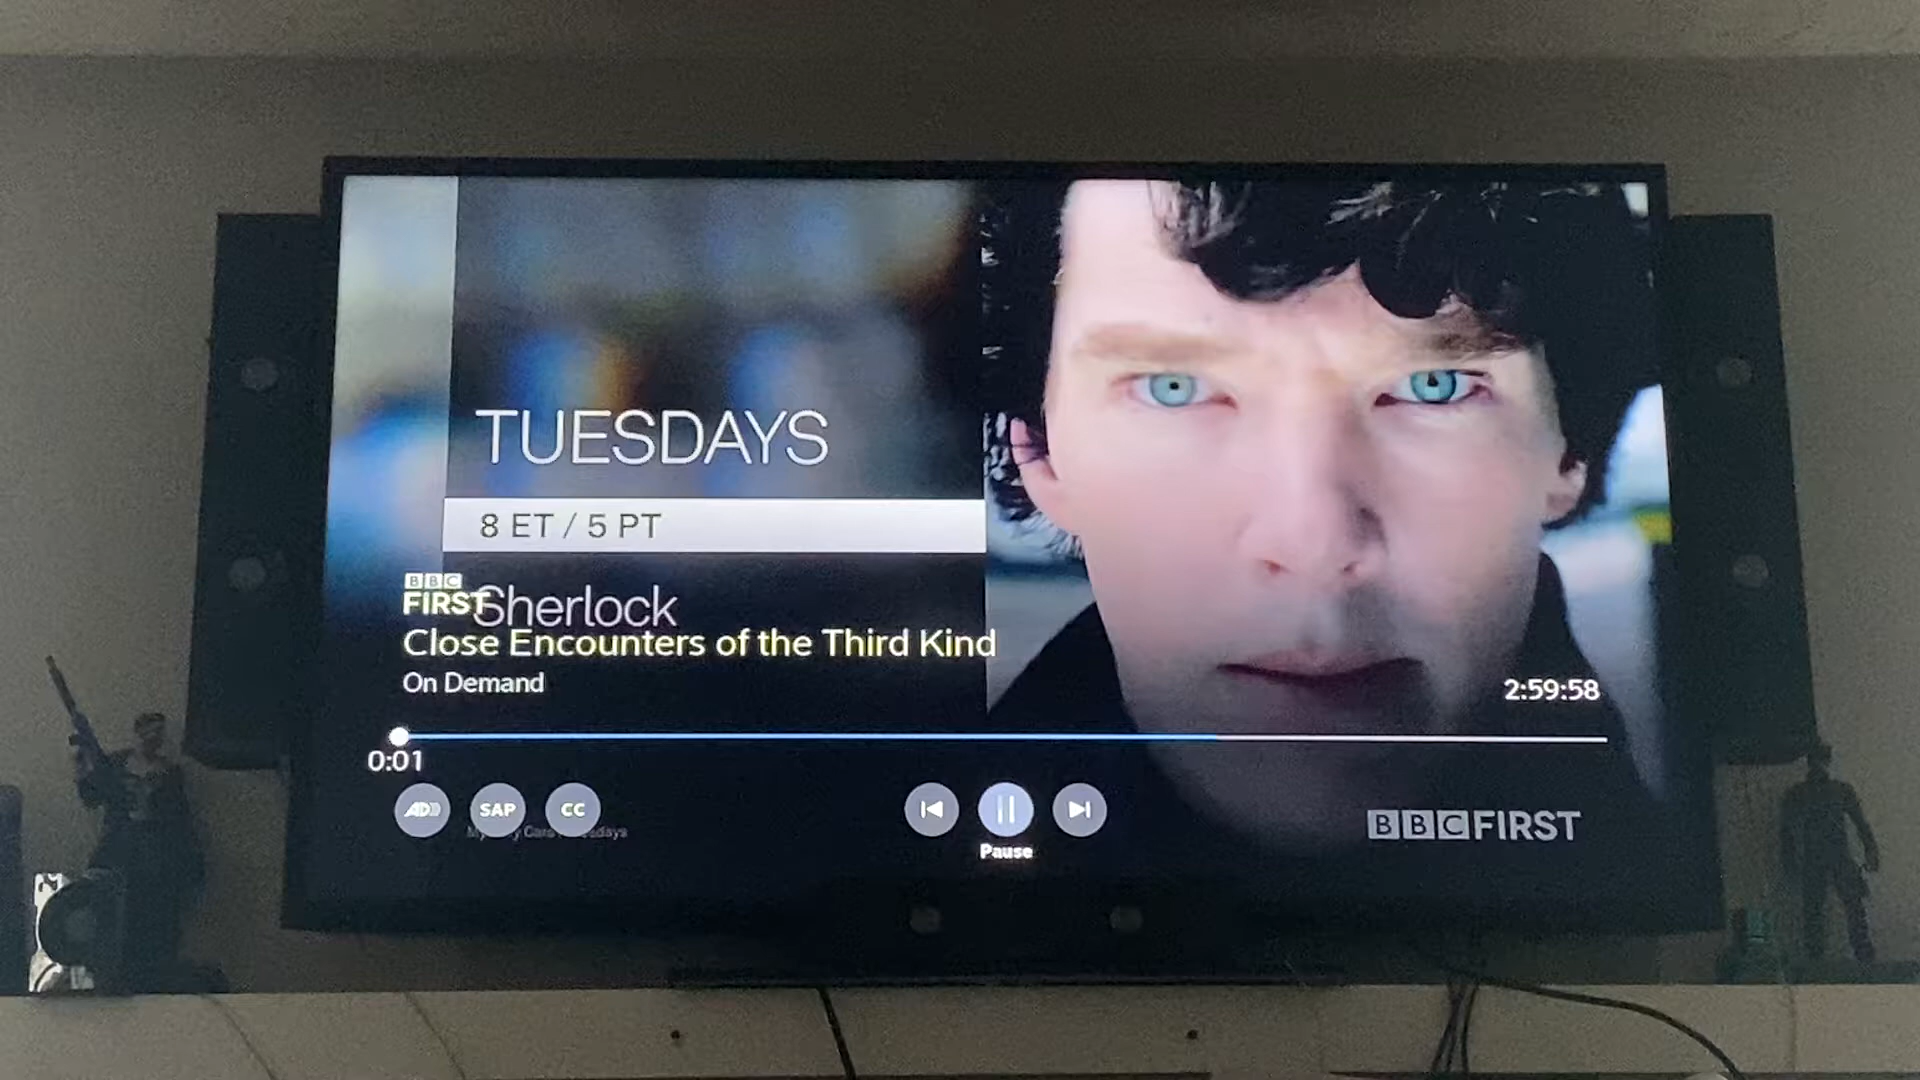 TUESDAYS
8 ET / 5 PT
Sherlock
BBC
FIRST
Close Encounters of the Third Kind
On Demand
2:59:58
0:01
AD
SAP
CC
Pause
BBC FIRST